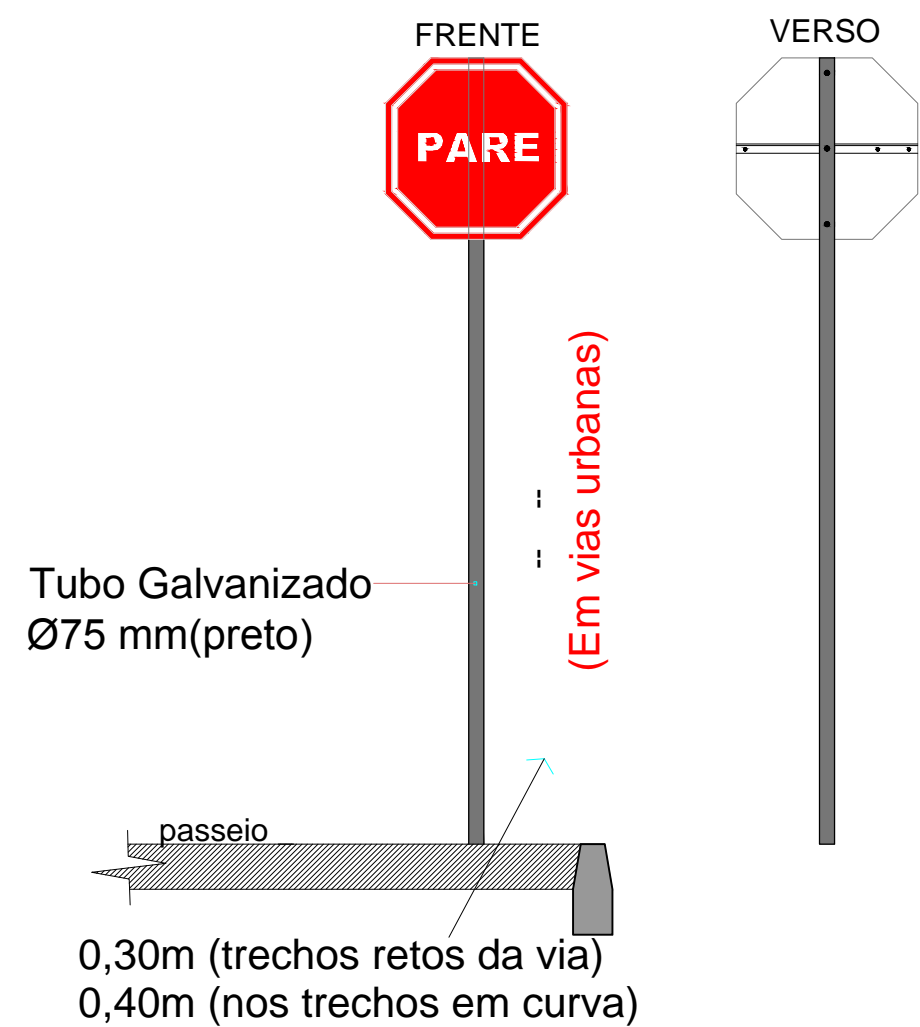 FRENTE
VERSO
PARE
(Em vias urbanas)
Tubo Galvanizado
Ø75 mm(preto)
passeio
0,30m (trechos retos da via)
0,40m (nos trechos em curva)